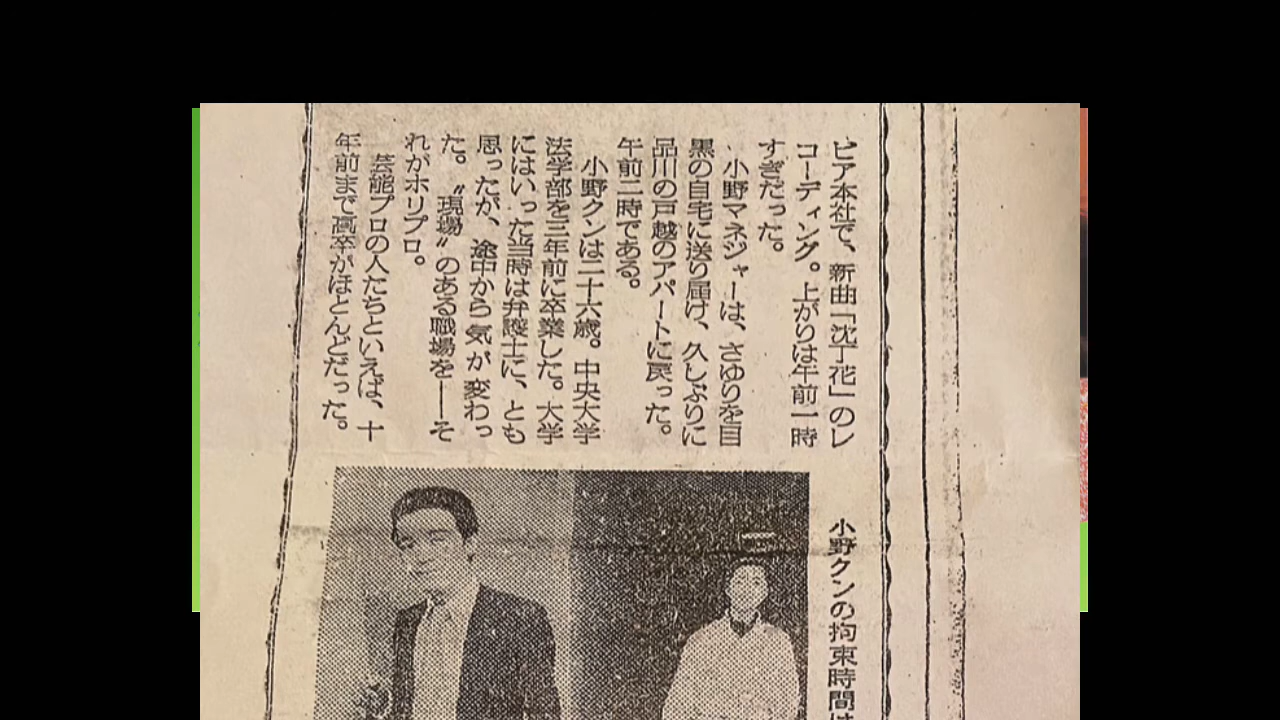 ビア本社で、新曲「沈丁花」のレ
コーディング。上がりは午前一時
すぎだった。
小野マネジャーは、さゆりを目
黒の自宅に送り届け、久しぶりに
品川の戸越のアパートに戻った。
午前二時である。
小野クンは二十六歳。中央大学
法学部を三年前に卒業した。大学
にはいった当時は弁護士に、とも
思ったが、途中から気が変わっ
た。〝現場〟のある職場を――そ
れがホリプロ。
芸能プロの人たちといえば、十
年前まで高卒がほとんどだった。
小野クンの拘束時間